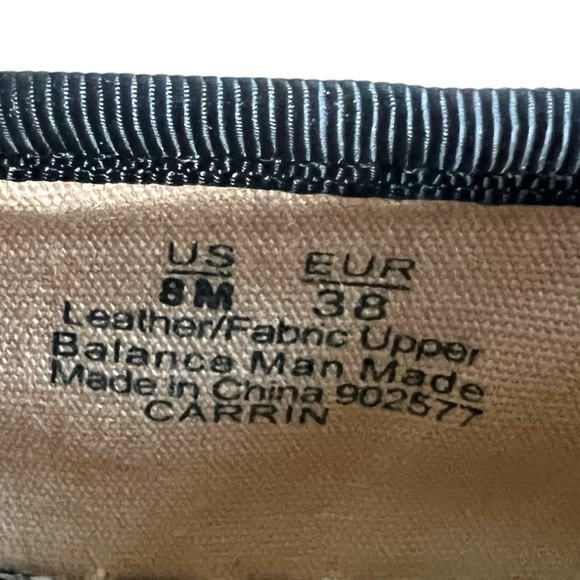 US EUR
8M 38
Leather/Fabric Upper
Balance Man Made
Made in China 902577
CARRIN